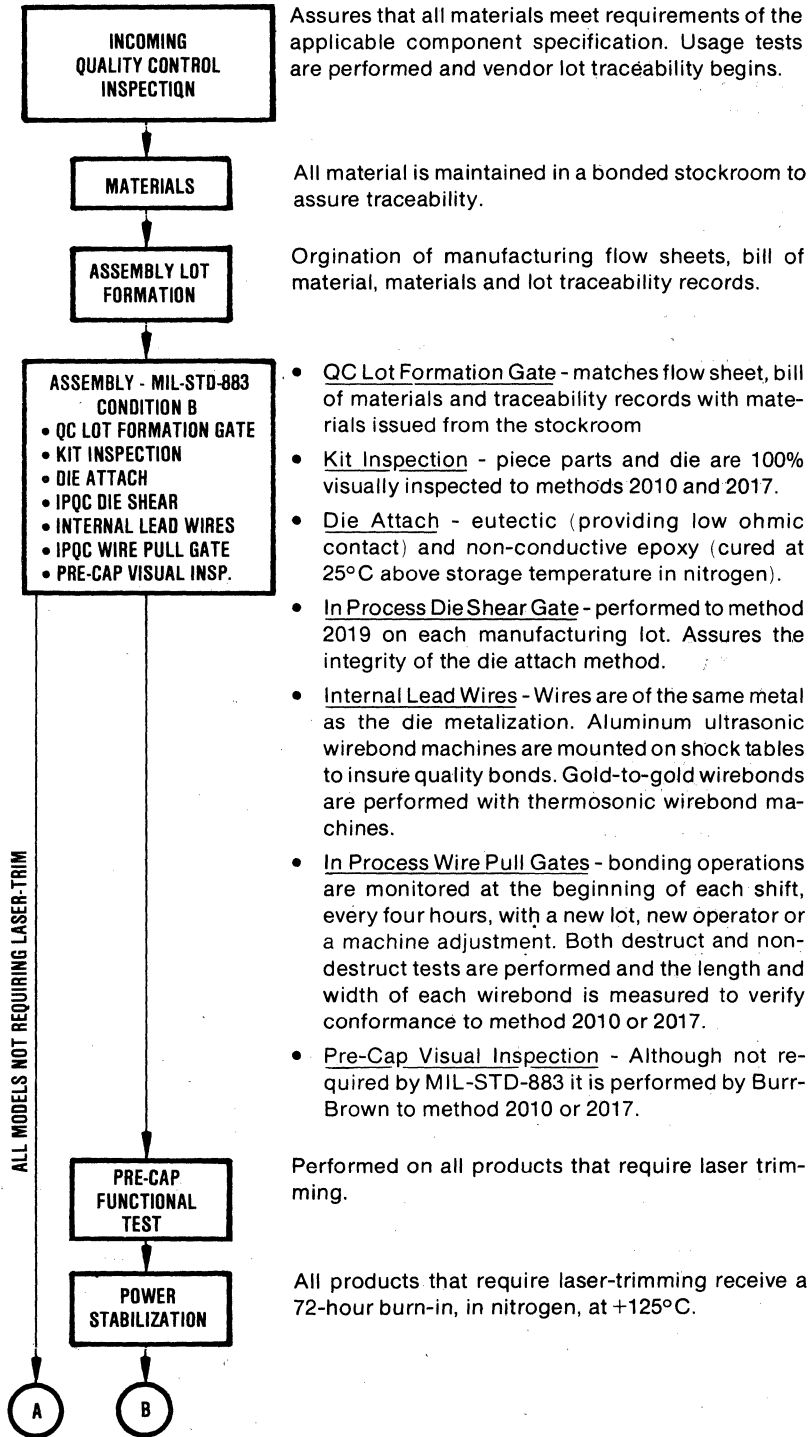 INCOMING
QUALITY CONTROL
INSPECTION
Assures that all materials meet requirements of the
applicable component specification. Usage tests
are performed and vendor lot traceability begins.
MATERIALS
All material is maintained in a bonded stockroom to
assure traceability.
ASSEMBLY LOT
FORMATION
Orgination of manufacturing flow sheets, bill of
material, materials and lot traceability records.
ASSEMBLY - MIL-STD-883
CONDITION B
• QC LOT FORMATION GATE
• KIT INSPECTION
• DIE ATTACH
• IPQC DIE SHEAR
• INTERNAL LEAD WIRES
• IPQC WIRE PULL GATE
• PRE-CAP VISUAL INSP.
• QC Lot Formation Gate - matches flow sheet, bill
of materials and traceability records with mate-
rials issued from the stockroom
• Kit Inspection - piece parts and die are 100%
visually inspected to methods 2010 and 2017.
• Die Attach - eutectic (providing low ohmic
contact) and non-conductive epoxy (cured at
25°C above storage temperature in nitrogen).
• In Process Die Shear Gate - performed to method
2019 on each manufacturing lot. Assures the
integrity of the die attach method.
• Internal Lead Wires - Wires are of the same metal
as the die metalization. Aluminum ultrasonic
wirebond machines are mounted on shock tables
to insure quality bonds. Gold-to-gold wirebonds
are performed with thermosonic wirebond ma-
chines.
• In Process Wire Pull Gates - bonding operations
are monitored at the beginning of each shift,
every four hours, with a new lot, new operator or
a machine adjustment. Both destruct and non-
destruct tests are performed and the length and
width of each wirebond is measured to verify
conformance to method 2010 or 2017.
• Pre-Cap Visual Inspection - Although not re-
quired by MIL-STD-883 it is performed by Burr-
Brown to method 2010 or 2017.
ALL MODELS NOT REQUIRING LASER-TRIM
PRE-CAP
FUNCTIONAL
TEST
Performed on all products that require laser trim-
ming.
POWER
STABILIZATION
All products that require laser-trimming receive a
72-hour burn-in, in nitrogen, at +125°C.
A
B